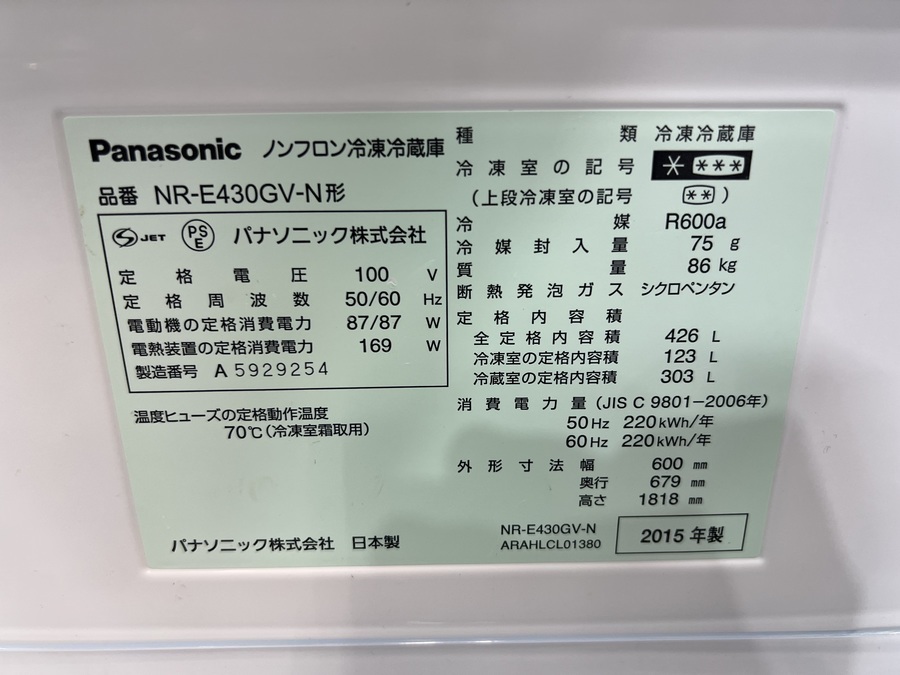 Panasonic ノンフロン冷凍冷蔵庫
品番 NR-E430GV-N形
S JET PS E パナソニック株式会社
定格電圧 100 V
定格周波数 50/60 Hz
電動機の定格消費電力 87/87 W
電熱装置の定格消費電力 169 W
製造番号 A 5929254
温度ヒューズの定格動作温度
70℃(冷凍室霜取用)
パナソニック株式会社 日本製
種類 冷凍冷蔵庫
冷凍室の記号 * ***
(上段冷凍室の記号 ** )
冷媒 R600a
冷媒封入量 75 g
質量 86 kg
断熱発泡ガス シクロペンタン
定格内容積
全定格内容積 426 L
冷凍室の定格内容積 123 L
冷蔵室の定格内容積 303 L
消費電力量(JIS C 9801-2006年)
50Hz 220kWh/年
60Hz 220kWh/年
外形寸法幅 600 mm
奥行 679 mm
高さ 1818 mm
NR-E430GV-N
ARAHLCL01380
2015年製